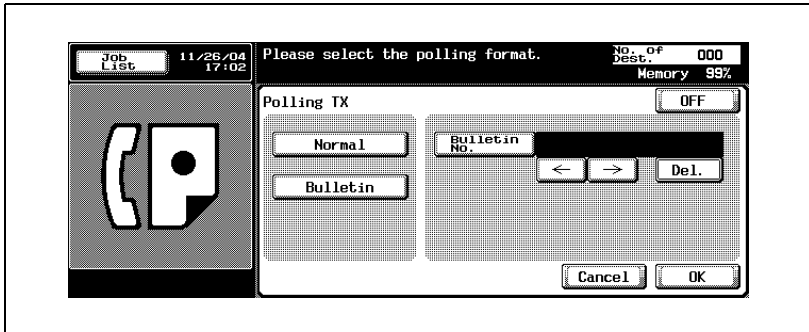 Job List
11/26/04
17:02
Please select the polling format.
No. of Dest. 000
Memory 99%
Polling TX
OFF
Normal
Bulletin No.
← →
Del.
Bulletin
Cancel
OK